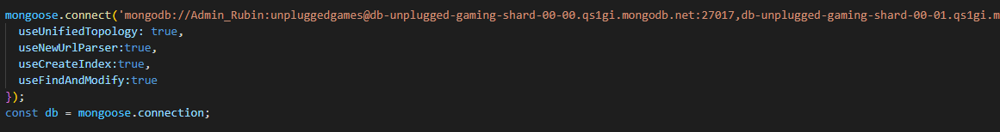 mongoose.connect('mongodb://Admin_Rubin:unpluggedgames@db-unplugged-gaming-shard-00-00.qs1gi.mongodb.net:27017,db-unplugged-gaming-shard-00-01.qs1gi.m
useUnifiedTopology: true,
useNewUrlParser:true,
useCreateIndex:true,
useFindAndModify:true
});
const db = mongoose.connection;